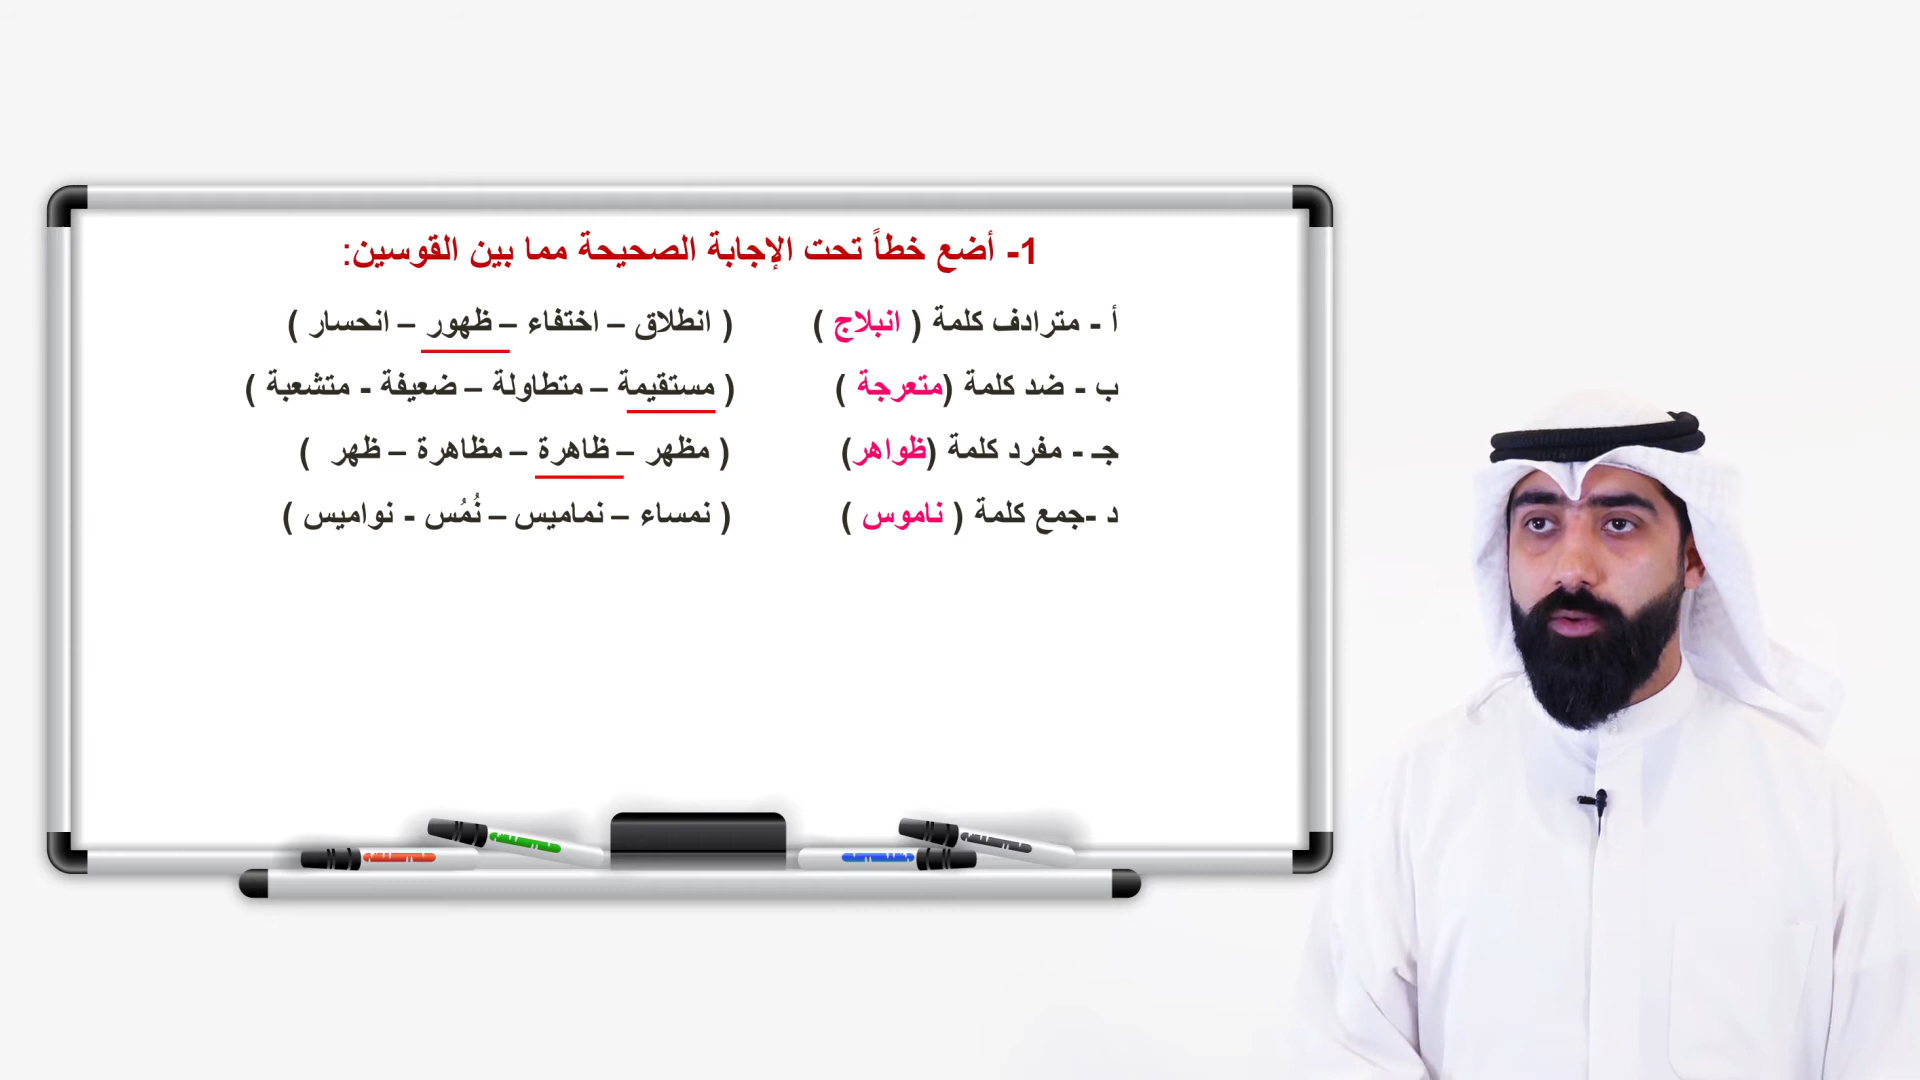 1- أضع خطاً تحت الإجابة الصحيحة مما بين القوسين:
أ - مترادف كلمة ( انبلاج ) ( انطلاق – اختفاء – ظهور – انحسار )
ب - ضد كلمة (متعرجة ) ( مستقيمة – متطاولة – ضعيفة - متشعبة )
جـ - مفرد كلمة (ظواهر) ( مظهر – ظاهرة – مظاهرة – ظهر )
د -جمع كلمة ( ناموس ) ( نمساء – نماميس – نُمُس - نواميس )